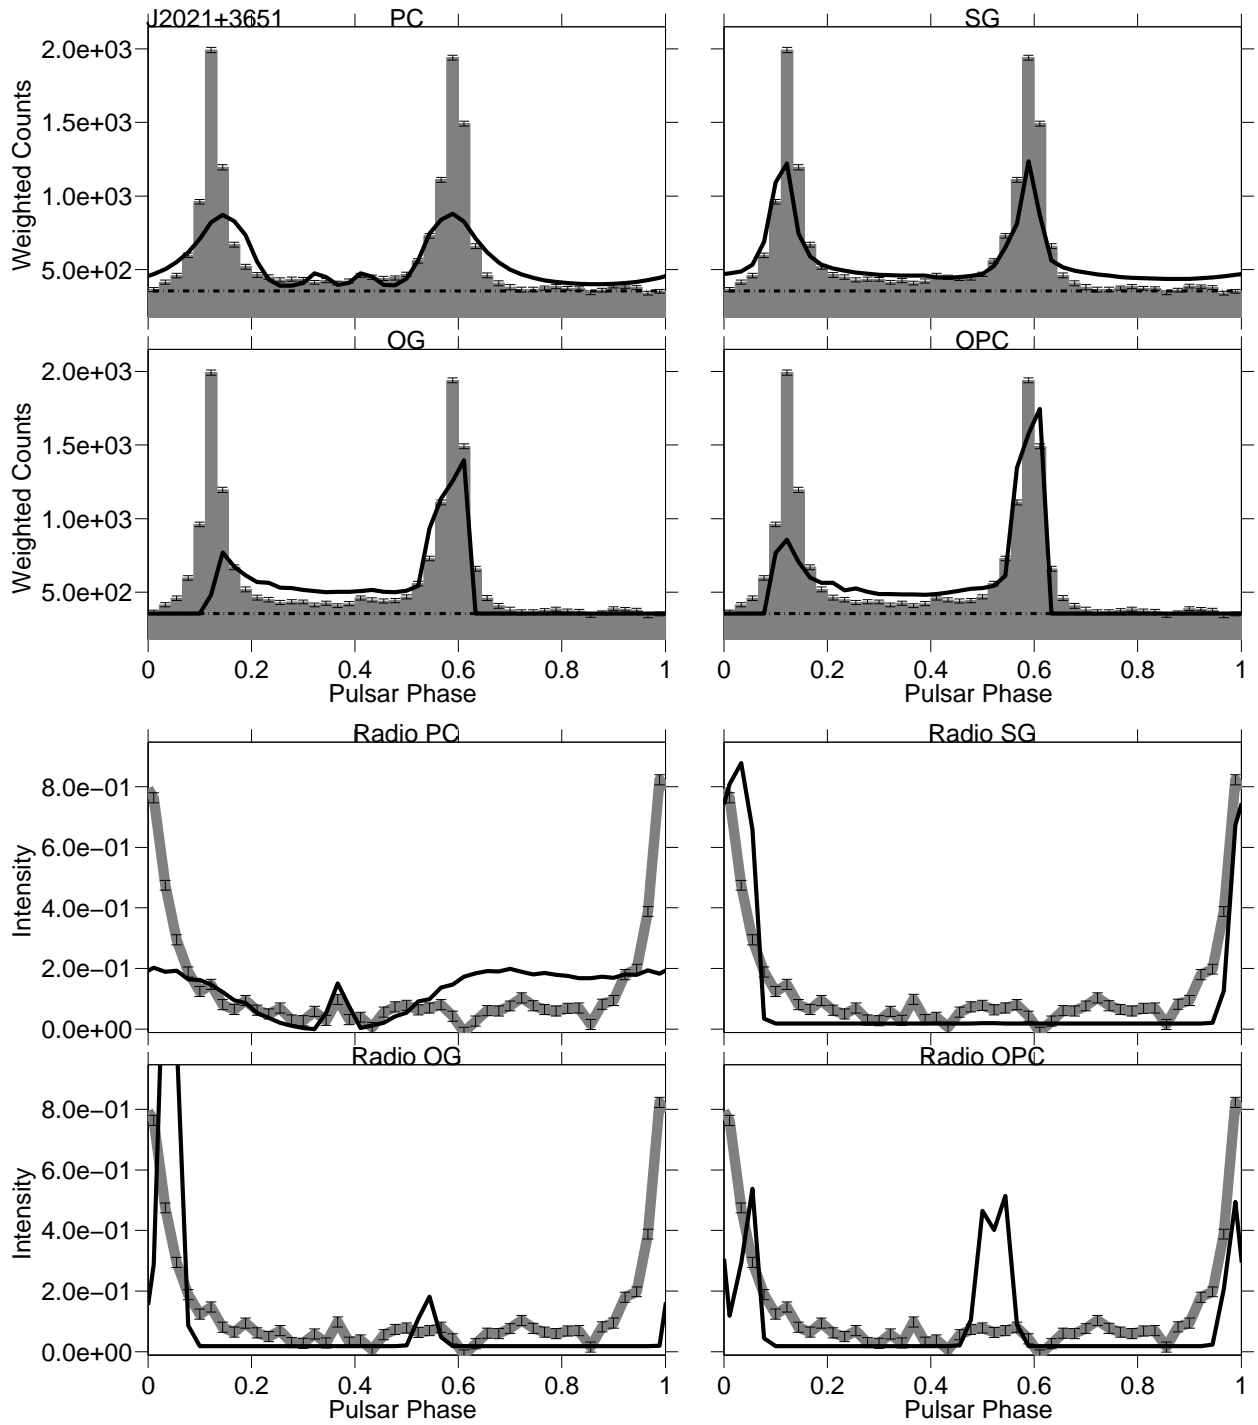 J2021+3651 PC SG
Weighted Counts
2.0e+03
1.5e+03
1.0e+03
5.0e+02
OG OPC
Weighted Counts
2.0e+03
1.5e+03
1.0e+03
5.0e+02
0 0.2 0.4 0.6 0.8 1 0 0.2 0.4 0.6 0.8 1
Pulsar Phase Pulsar Phase
Radio PC Radio SG
Intensity
8.0e−01
6.0e−01
4.0e−01
2.0e−01
0.0e+00
Radio OG Radio OPC
Intensity
8.0e−01
6.0e−01
4.0e−01
2.0e−01
0.0e+00
0 0.2 0.4 0.6 0.8 1 0 0.2 0.4 0.6 0.8 1
Pulsar Phase Pulsar Phase